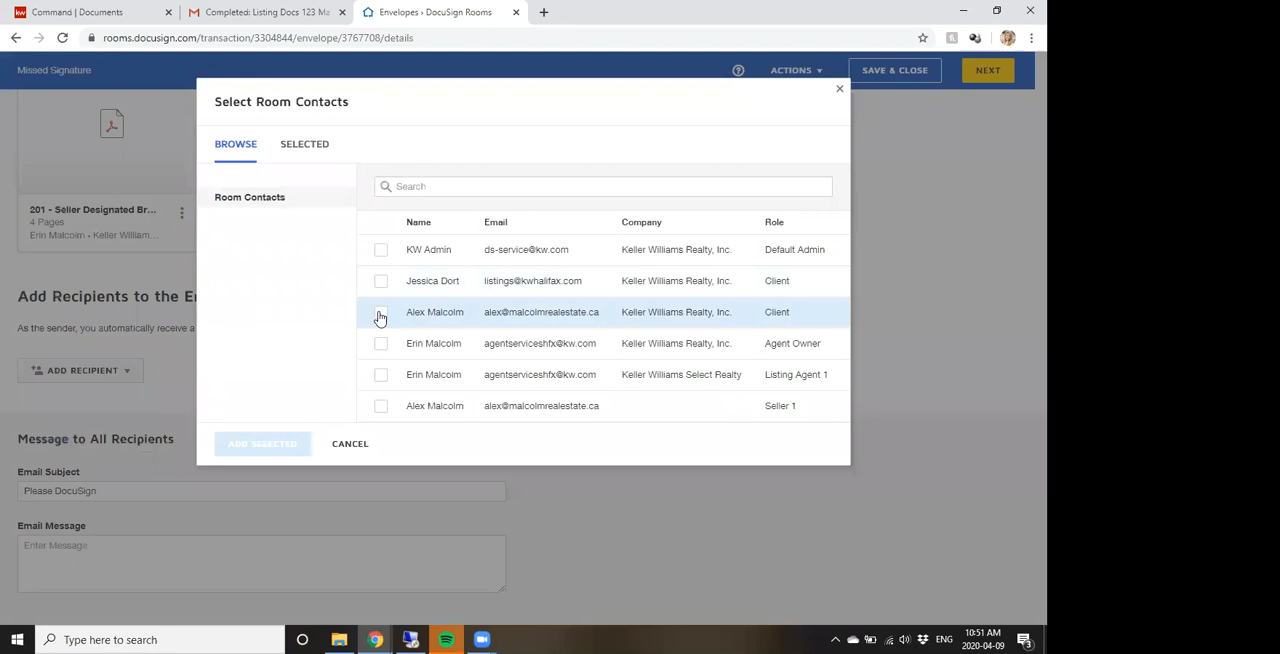 Command | Documents
Completed: Listing Docs 123 Ma
Envelopes › DocuSign Rooms
rooms.docusign.com/transaction/3304844/envelope/3767708/details
Missed Signature
ACTIONS
SAVE & CLOSE
NEXT
Select Room Contacts
BROWSE
SELECTED
Room Contacts
Search
Name Email Company Role
KW Admin ds-service@kw.com Keller Williams Realty, Inc. Default Admin
Jessica Dort listings@kwhalifax.com Keller Williams Realty, Inc. Client
Alex Malcolm alex@malcolmrealestate.ca Keller Williams Realty, Inc. Client
Erin Malcolm agentserviceshfx@kw.com Keller Williams Realty, Inc. Agent Owner
Erin Malcolm agentserviceshfx@kw.com Keller Williams Select Realty Listing Agent 1
Alex Malcolm alex@malcolmrealestate.ca Seller 1
ADD SELECTED
CANCEL
201 - Seller Designated Br...
4 Pages
Erin Malcolm • Keller William...
Add Recipients to the E
As the sender, you automatically receive a
ADD RECIPIENT
Message to All Recipients
Email Subject
Please DocuSign
Email Message
Enter Message
Type here to search
ENG
10:51 AM
2020-04-09
3